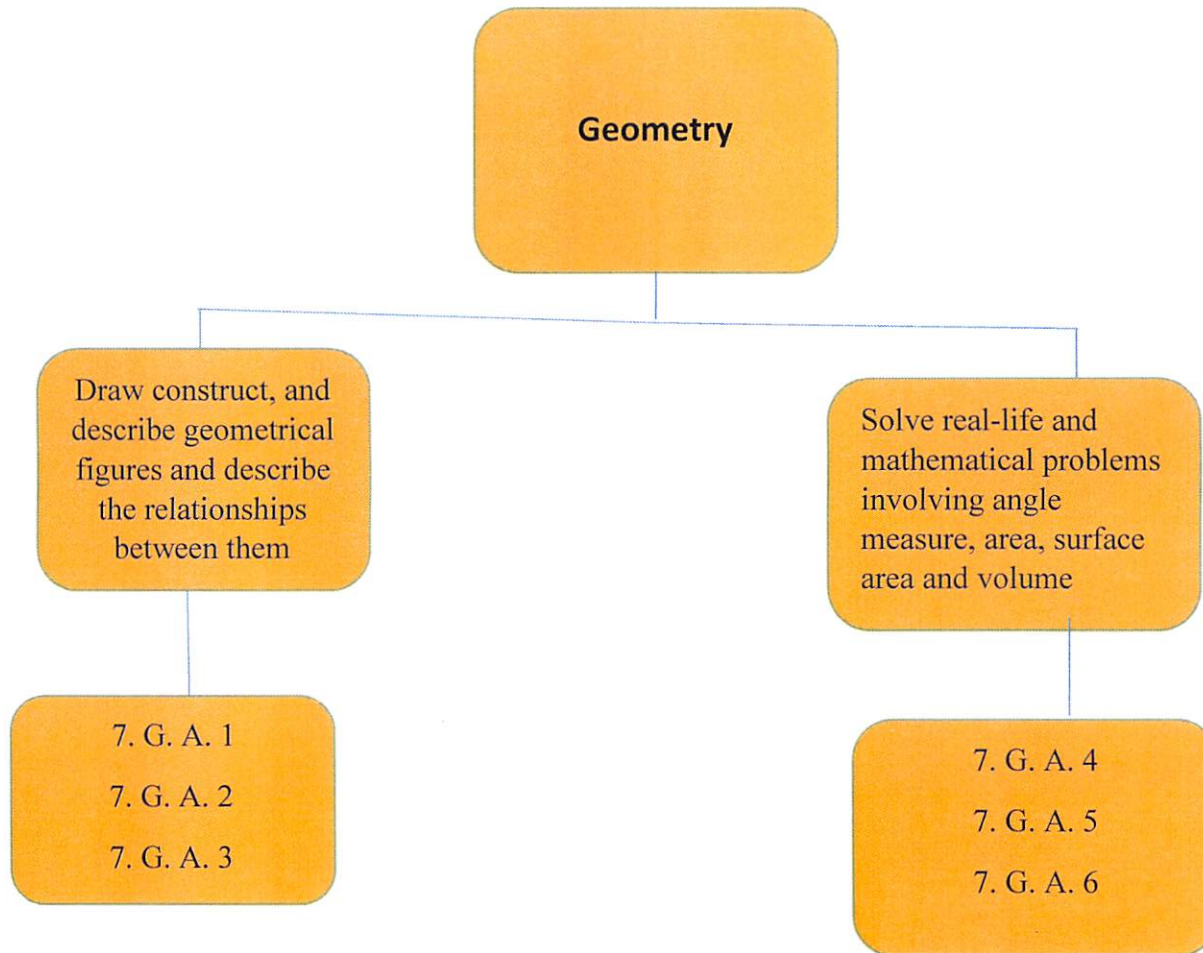 Geometry
Draw construct, and
describe geometrical
figures and describe
the relationships
between them
Solve real-life and
mathematical problems
involving angle
measure, area, surface
area and volume
7. G. A. 1
7. G. A. 2
7. G. A. 3
7. G. A. 4
7. G. A. 5
7. G. A. 6